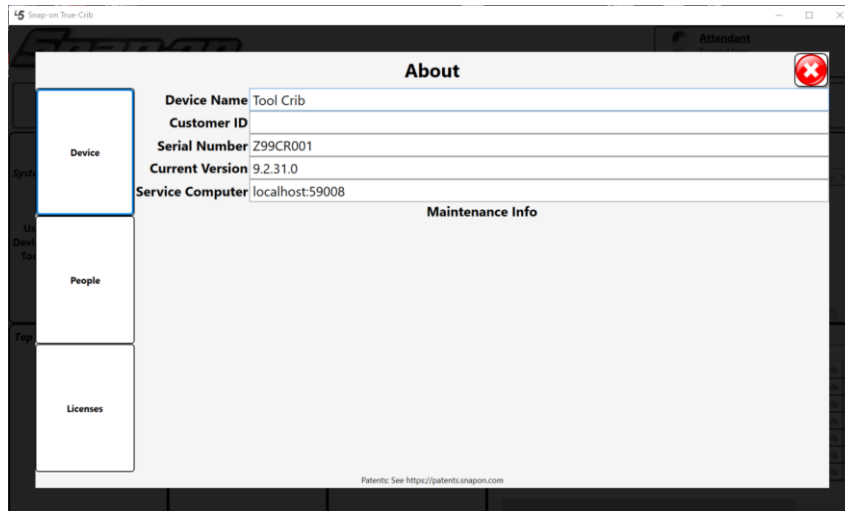 Snap-on True-Crib
Attendant
About
Device
People
Licenses
Device Name Tool Crib
Customer ID
Serial Number Z99CR001
Current Version 9.2.31.0
Service Computer localhost:59008
Maintenance Info
Patents: See https://patents.snapon.com